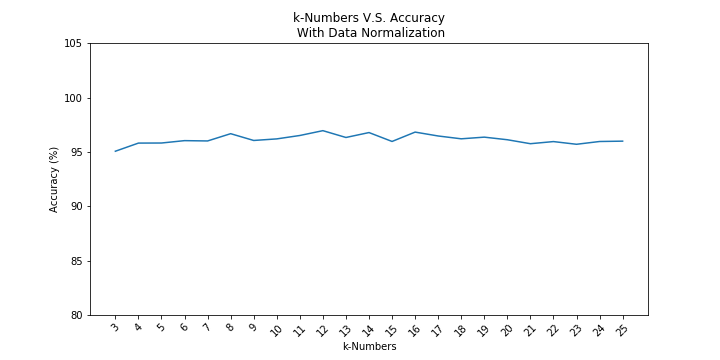 k-Numbers V.S. Accuracy
With Data Normalization
105
100
95
90
85
80
Accuracy (%)
3 4 5 6 7 8 9 10 11 12 13 14 15 16 17 18 19 20 21 22 23 24 25
k-Numbers